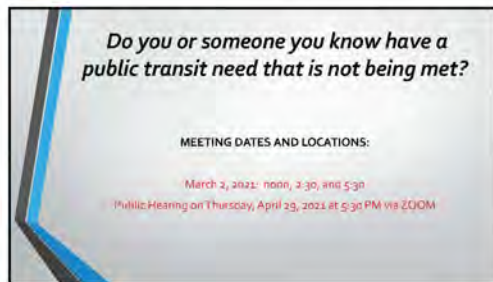 Do you or someone you know have a
public transit need that is not being met?
MEETING DATES AND LOCATIONS:
March 2, 2021: noon, 2:30, and 5:30
Public Hearing on Thursday, April 29, 2021 at 5:30 PM via ZOOM